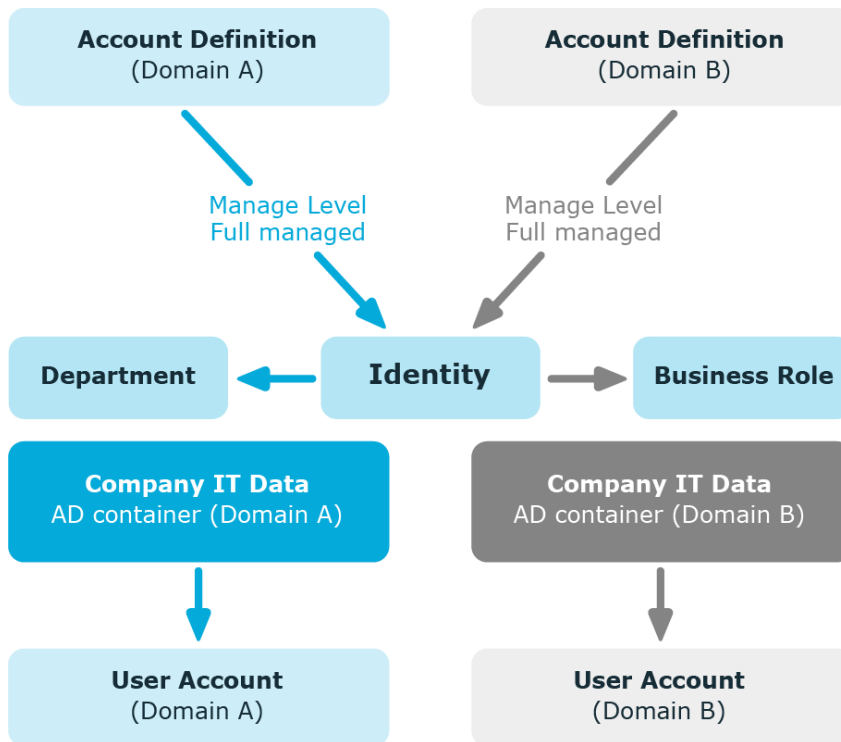 Account Definition
(Domain A)
Account Definition
(Domain B)
Manage Level
Full managed
Manage Level
Full managed
Department
Identity
Business Role
Company IT Data
AD container (Domain A)
Company IT Data
AD container (Domain B)
User Account
(Domain A)
User Account
(Domain B)